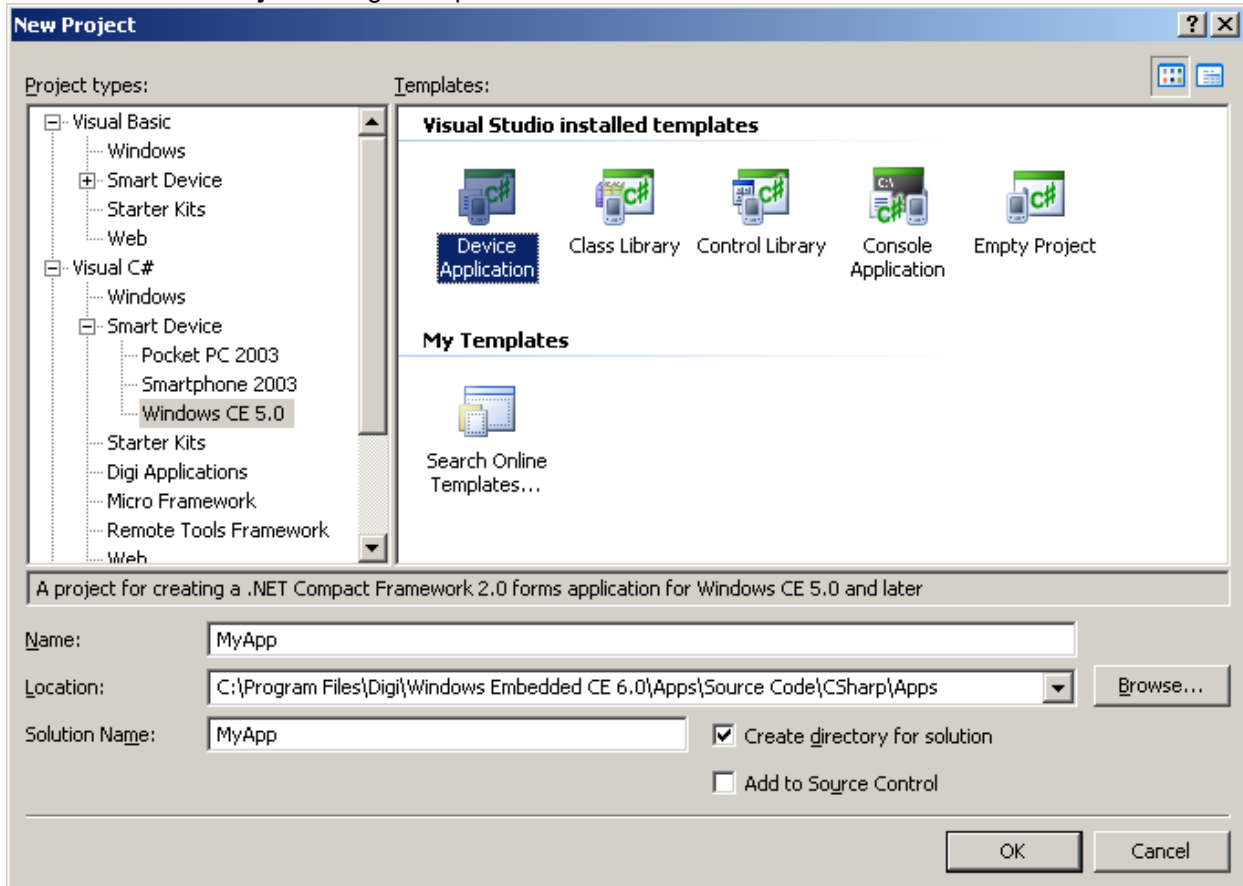 New Project
Project types:
Templates:
Visual Basic
Windows
Smart Device
Starter Kits
Web
Visual C#
Windows
Smart Device
Pocket PC 2003
Smartphone 2003
Windows CE 5.0
Starter Kits
Digi Applications
Micro Framework
Remote Tools Framework
Web
Visual Studio installed templates
Device
Application
Class Library
Control Library
Console
Application
Empty Project
My Templates
Search Online
Templates...
A project for creating a .NET Compact Framework 2.0 forms application for Windows CE 5.0 and later
Name:
MyApp
Location:
C:\Program Files\Digi\Windows Embedded CE 6.0\Apps\Source Code\CSharp\Apps
Browse...
Solution Name:
MyApp
Create directory for solution
Add to Source Control
OK
Cancel